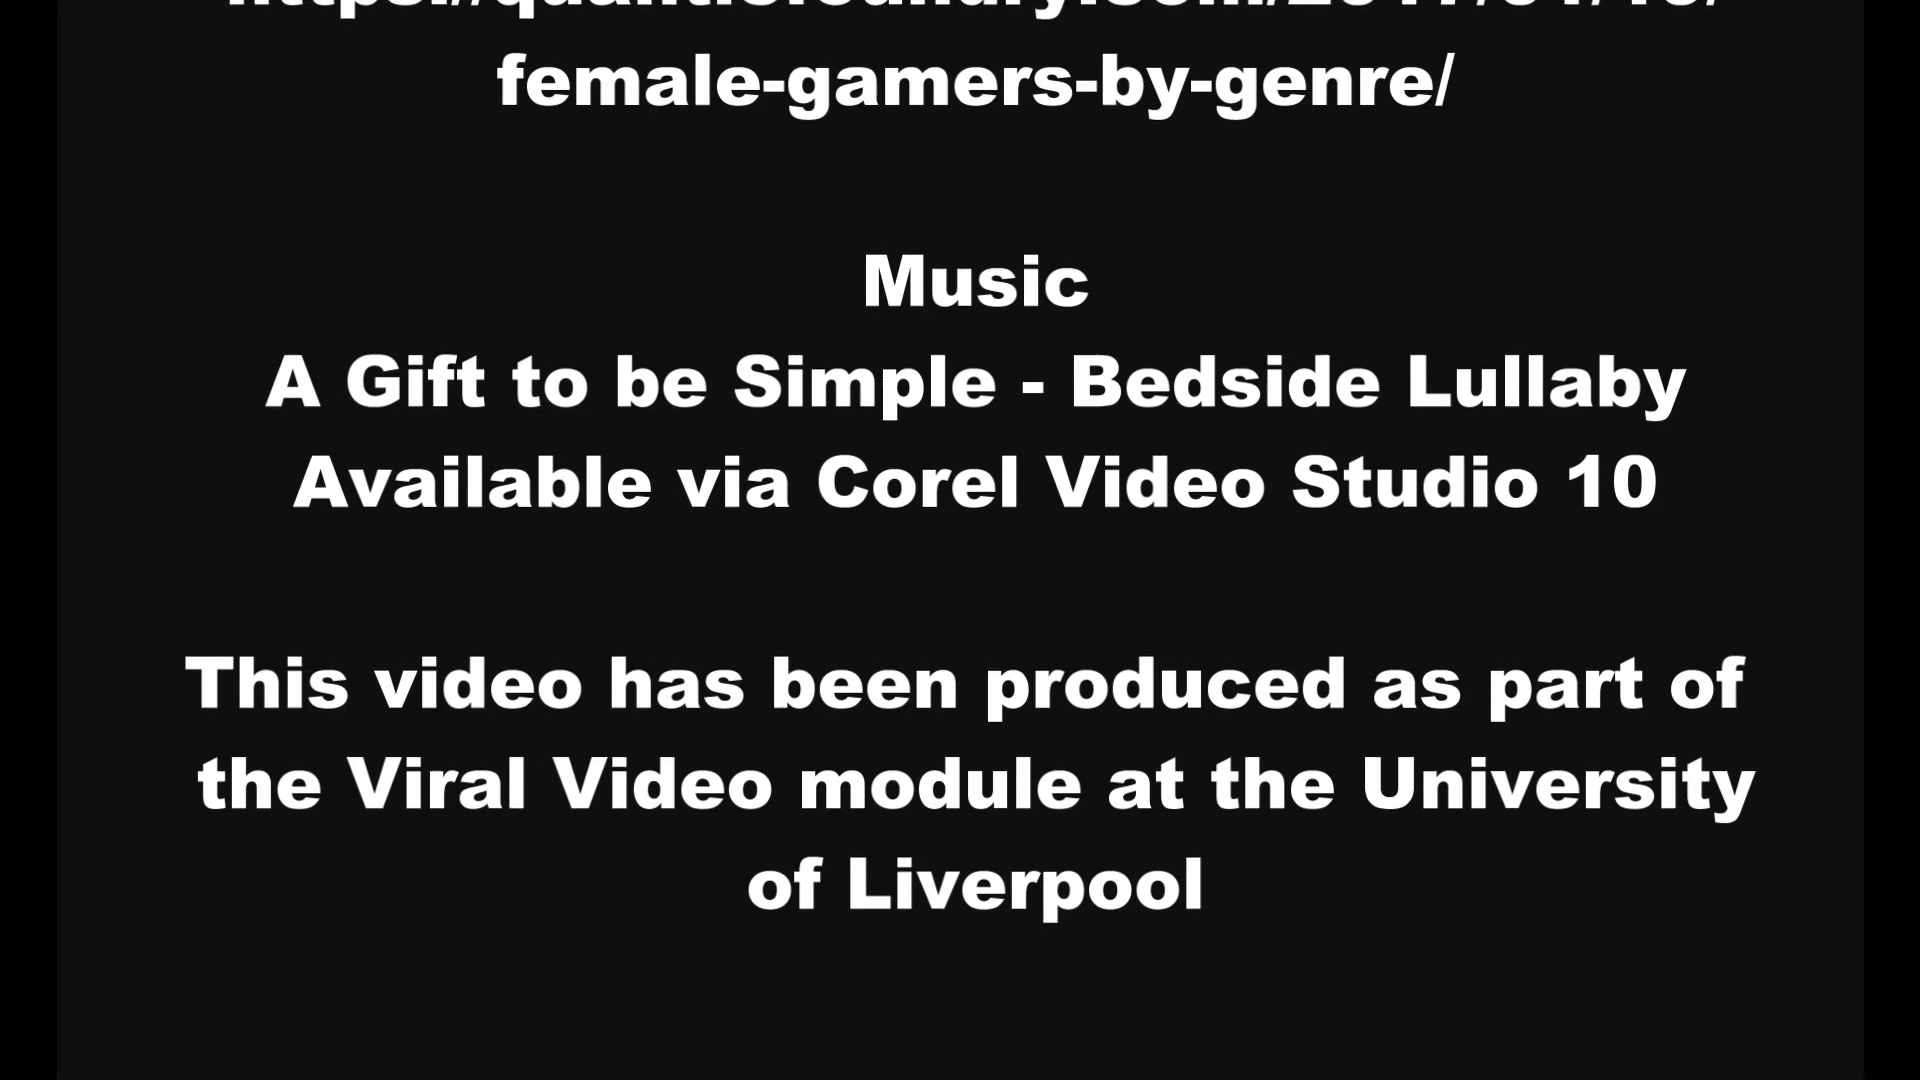 female-gamers-by-genre/
Music
A Gift to be Simple - Bedside Lullaby
Available via Corel Video Studio 10
This video has been produced as part of
the Viral Video module at the University
of Liverpool